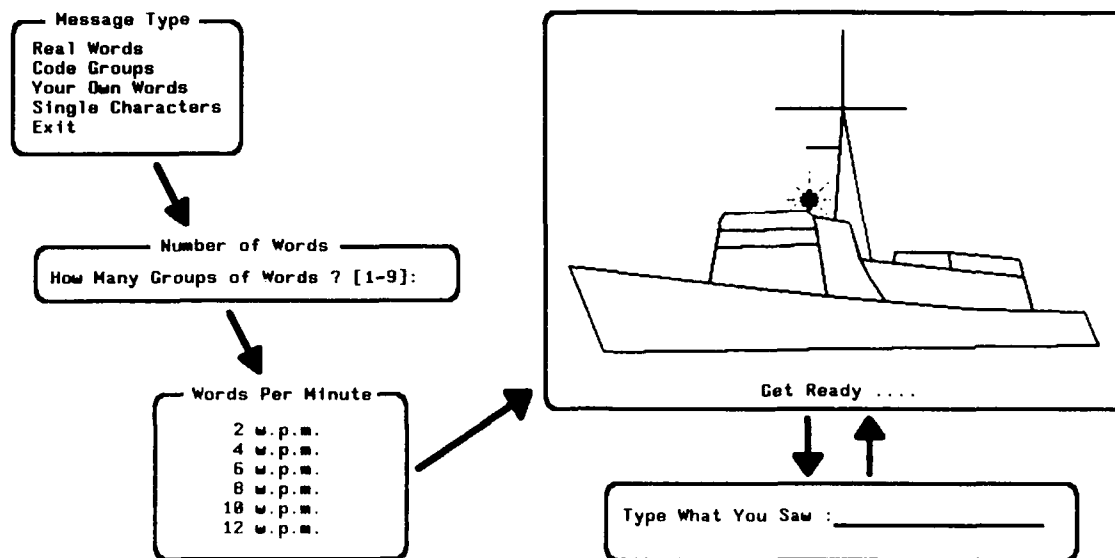 Message Type
Real Words
Code Groups
Your Own Words
Single Characters
Exit
Number of Words
How Many Groups of Words ? [1-9]:
Words Per Minute
2 w.p.m.
4 w.p.m.
6 w.p.m.
8 w.p.m.
10 w.p.m.
12 w.p.m.
Get Ready ....
Type What You Saw :